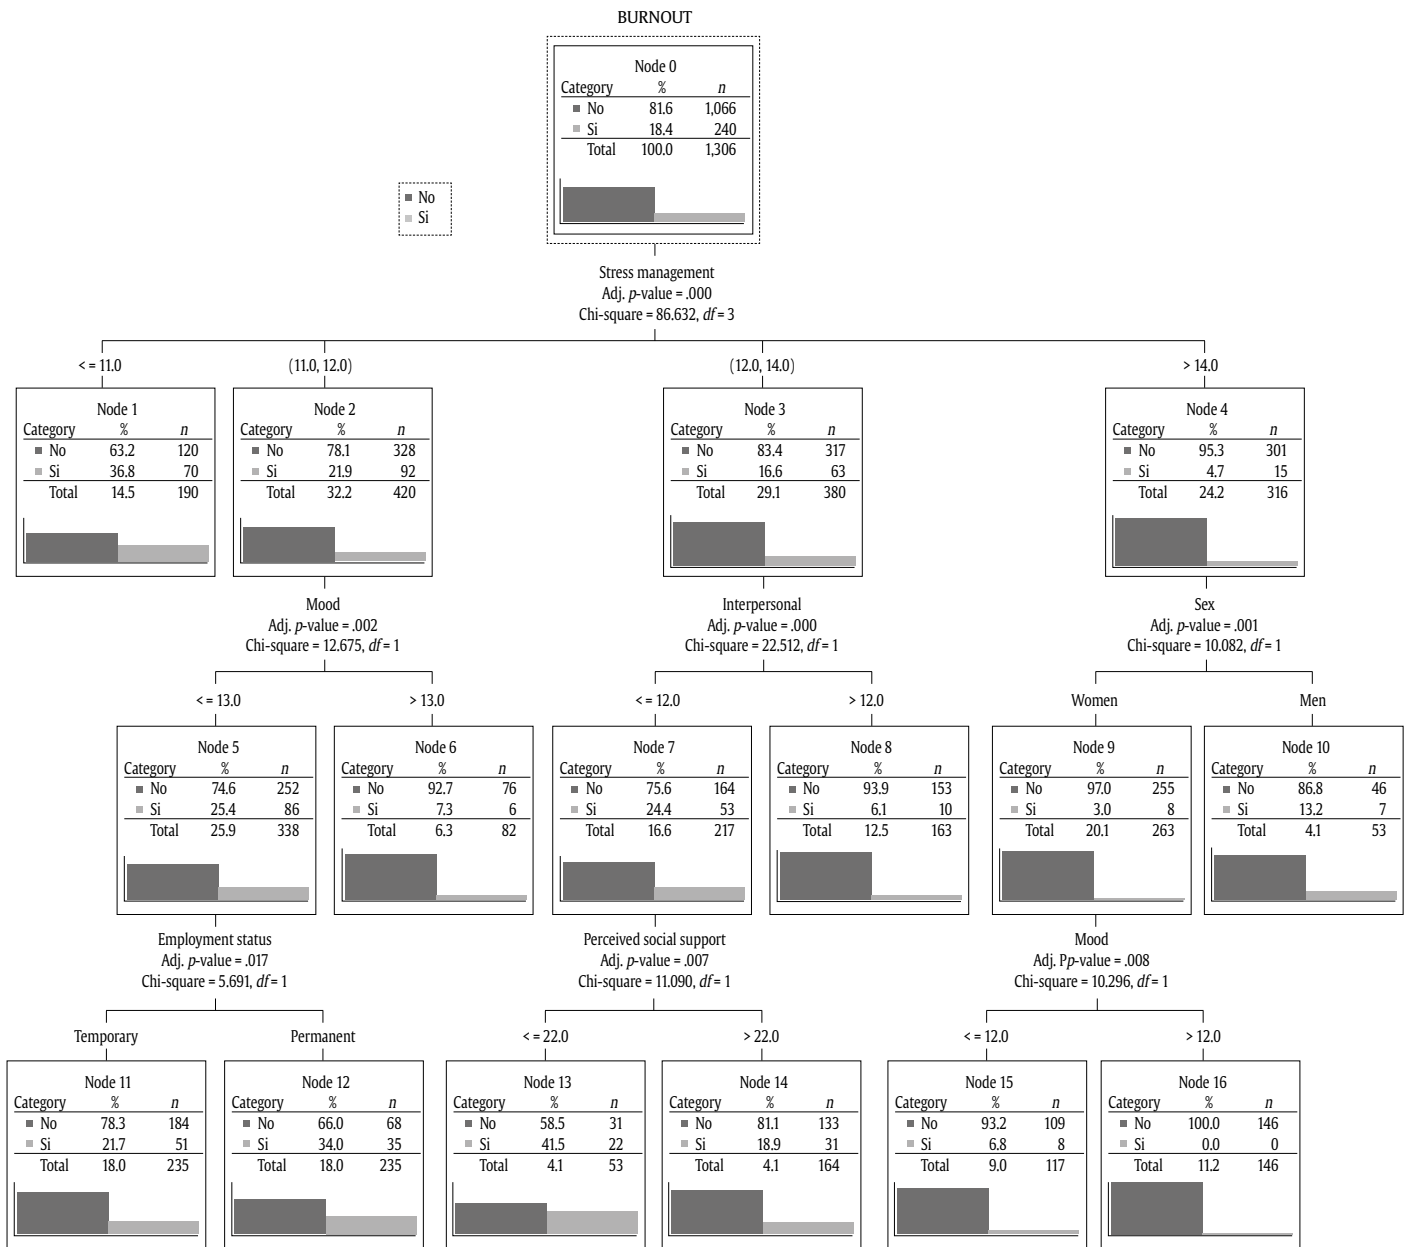 BURNOUT
Node 0
Category % n
No 81.6 1,066
Si 18.4 240
Total 100.0 1,306
No
Si
Stress management
Adj. p-value = .000
Chi-square = 86.632, df = 3
< = 11.0
(11.0, 12.0)
(12.0, 14.0)
> 14.0
Node 1
Category % n
No 63.2 120
Si 36.8 70
Total 14.5 190
Node 2
Category % n
No 78.1 328
Si 21.9 92
Total 32.2 420
Node 3
Category % n
No 83.4 317
Si 16.6 63
Total 29.1 380
Node 4
Category % n
No 95.3 301
Si 4.7 15
Total 24.2 316
Mood
Adj. p-value = .002
Chi-square = 12.675, df = 1
Interpersonal
Adj. p-value = .000
Chi-square = 22.512, df = 1
Sex
Adj. p-value = .001
Chi-square = 10.082, df = 1
< = 13.0
> 13.0
< = 12.0
> 12.0
Women
Men
Node 5
Category % n
No 74.6 252
Si 25.4 86
Total 25.9 338
Node 6
Category % n
No 92.7 76
Si 7.3 6
Total 6.3 82
Node 7
Category % n
No 75.6 164
Si 24.4 53
Total 16.6 217
Node 8
Category % n
No 93.9 153
Si 6.1 10
Total 12.5 163
Node 9
Category % n
No 97.0 255
Si 3.0 8
Total 20.1 263
Node 10
Category % n
No 86.8 46
Si 13.2 7
Total 4.1 53
Employment status
Adj. p-value = .017
Chi-square = 5.691, df = 1
Perceived social support
Adj. p-value = .007
Chi-square = 11.090, df = 1
Mood
Adj. Pp-value = .008
Chi-square = 10.296, df = 1
Temporary
Permanent
< = 22.0
> 22.0
< = 12.0
> 12.0
Node 11
Category % n
No 78.3 184
Si 21.7 51
Total 18.0 235
Node 12
Category % n
No 66.0 68
Si 34.0 35
Total 18.0 235
Node 13
Category % n
No 58.5 31
Si 41.5 22
Total 4.1 53
Node 14
Category % n
No 81.1 133
Si 18.9 31
Total 4.1 164
Node 15
Category % n
No 93.2 109
Si 6.8 8
Total 9.0 117
Node 16
Category % n
No 100.0 146
Si 0.0 0
Total 11.2 146